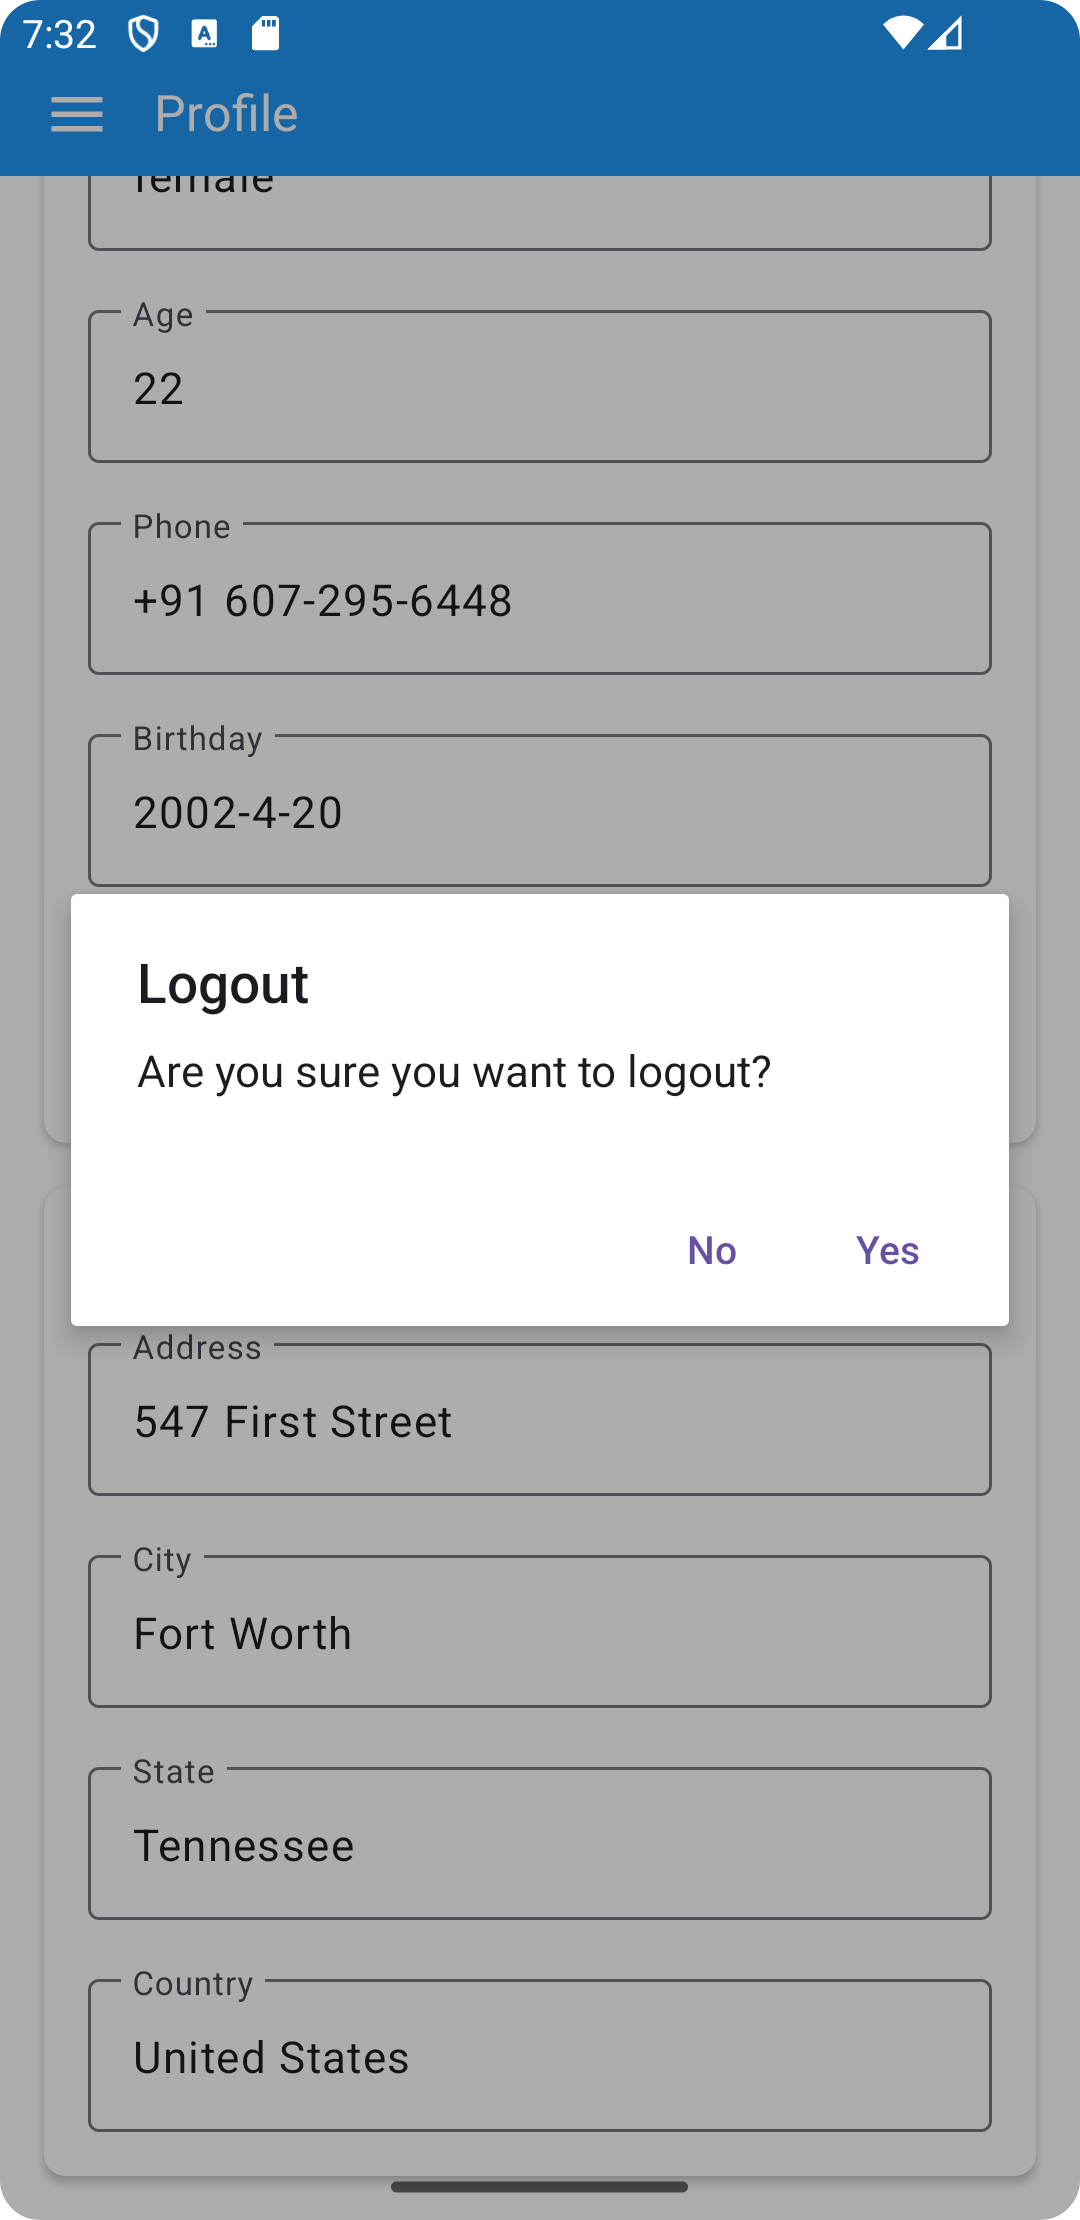 7:32
Profile
female
Age
22
Phone
+91 607-295-6448
Birthday
2002-4-20
Logout
Are you sure you want to logout?
No
Yes
Address
547 First Street
City
Fort Worth
State
Tennessee
Country
United States